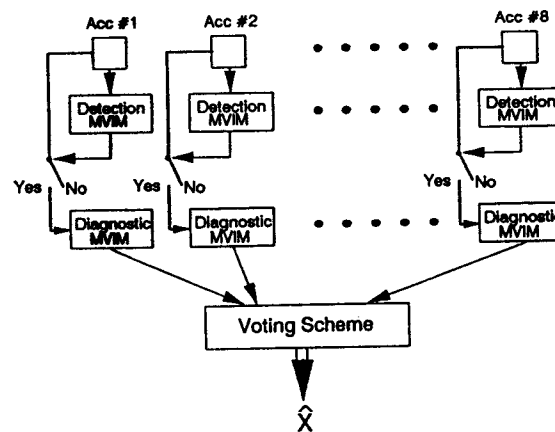 Acc #1
Acc #2
Acc #8
Detection
MVIM
Detection
MVIM
Detection
MVIM
Yes
No
Yes
No
Yes
No
Diagnostic
MVIM
Diagnostic
MVIM
Diagnostic
MVIM
Voting Scheme
X̂